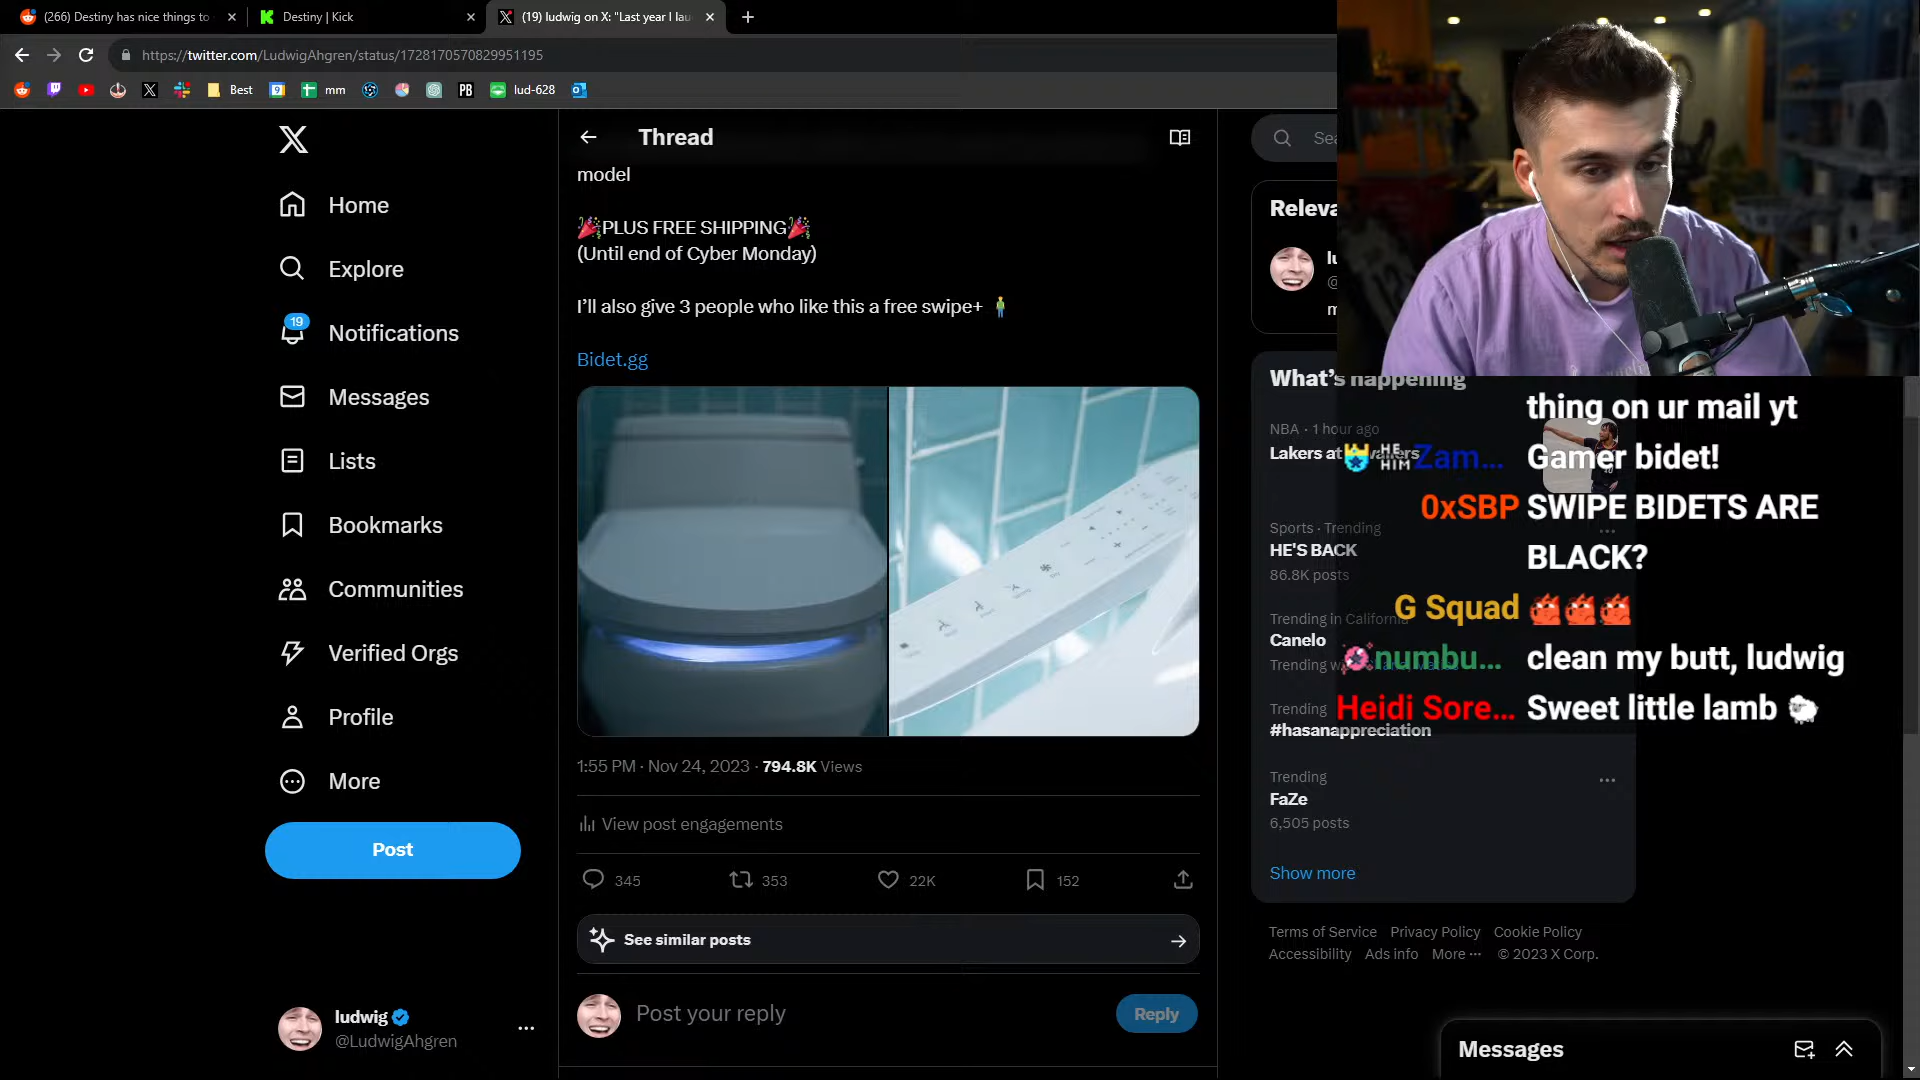 (266) Destiny has nice things to
Destiny | Kick
(19) ludwig on X: "Last year I lau
https://twitter.com/LudwigAhgren/status/1728170570829951195
Best
9
mm
PB
lud-628
Home
Explore
19
Notifications
Messages
Lists
Bookmarks
Communities
Verified Orgs
Profile
More
Post
ludwig
@LudwigAhgren
Thread
model
🎉PLUS FREE SHIPPING🎉
(Until end of Cyber Monday)
I’ll also give 3 people who like this a free swipe+ 🧍‍♂️
Bidet.gg
1:55 PM · Nov 24, 2023 · 794.8K Views
View post engagements
345
353
22K
152
See similar posts
Post your reply
Reply
Sea
Releva
What’s happening
NBA · 1 hour ago
Lakers at
Sports · Trending
HE'S BACK
86.8K posts
Trending in California
Canelo
Trending
Trending
#hasanappreciation
Trending
FaZe
6,505 posts
Show more
Terms of Service Privacy Policy Cookie Policy
Accessibility Ads info More ··· © 2023 X Corp.
Messages
thing on ur mail yt
HE HIM Zam... Gamer bidet!
0xSBP SWIPE BIDETS ARE
BLACK?
G Squad
numbu... clean my butt, ludwig
Heidi Sore... Sweet little lamb 🐑